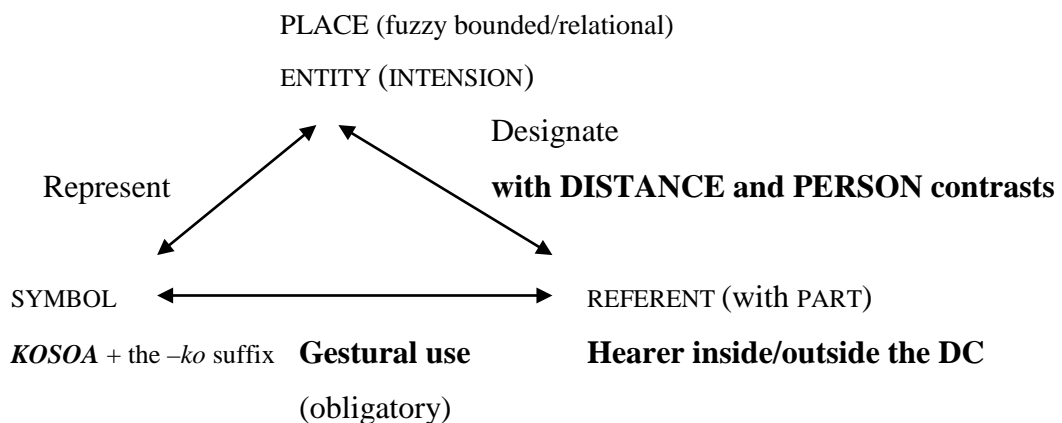 PLACE (fuzzy bounded/relational)
ENTITY (INTENSION)
Designate
Represent with DISTANCE and PERSON contrasts
SYMBOL REFERENT (with PART)
KOSOA + the –ko suffix Gestural use Hearer inside/outside the DC
(obligatory)